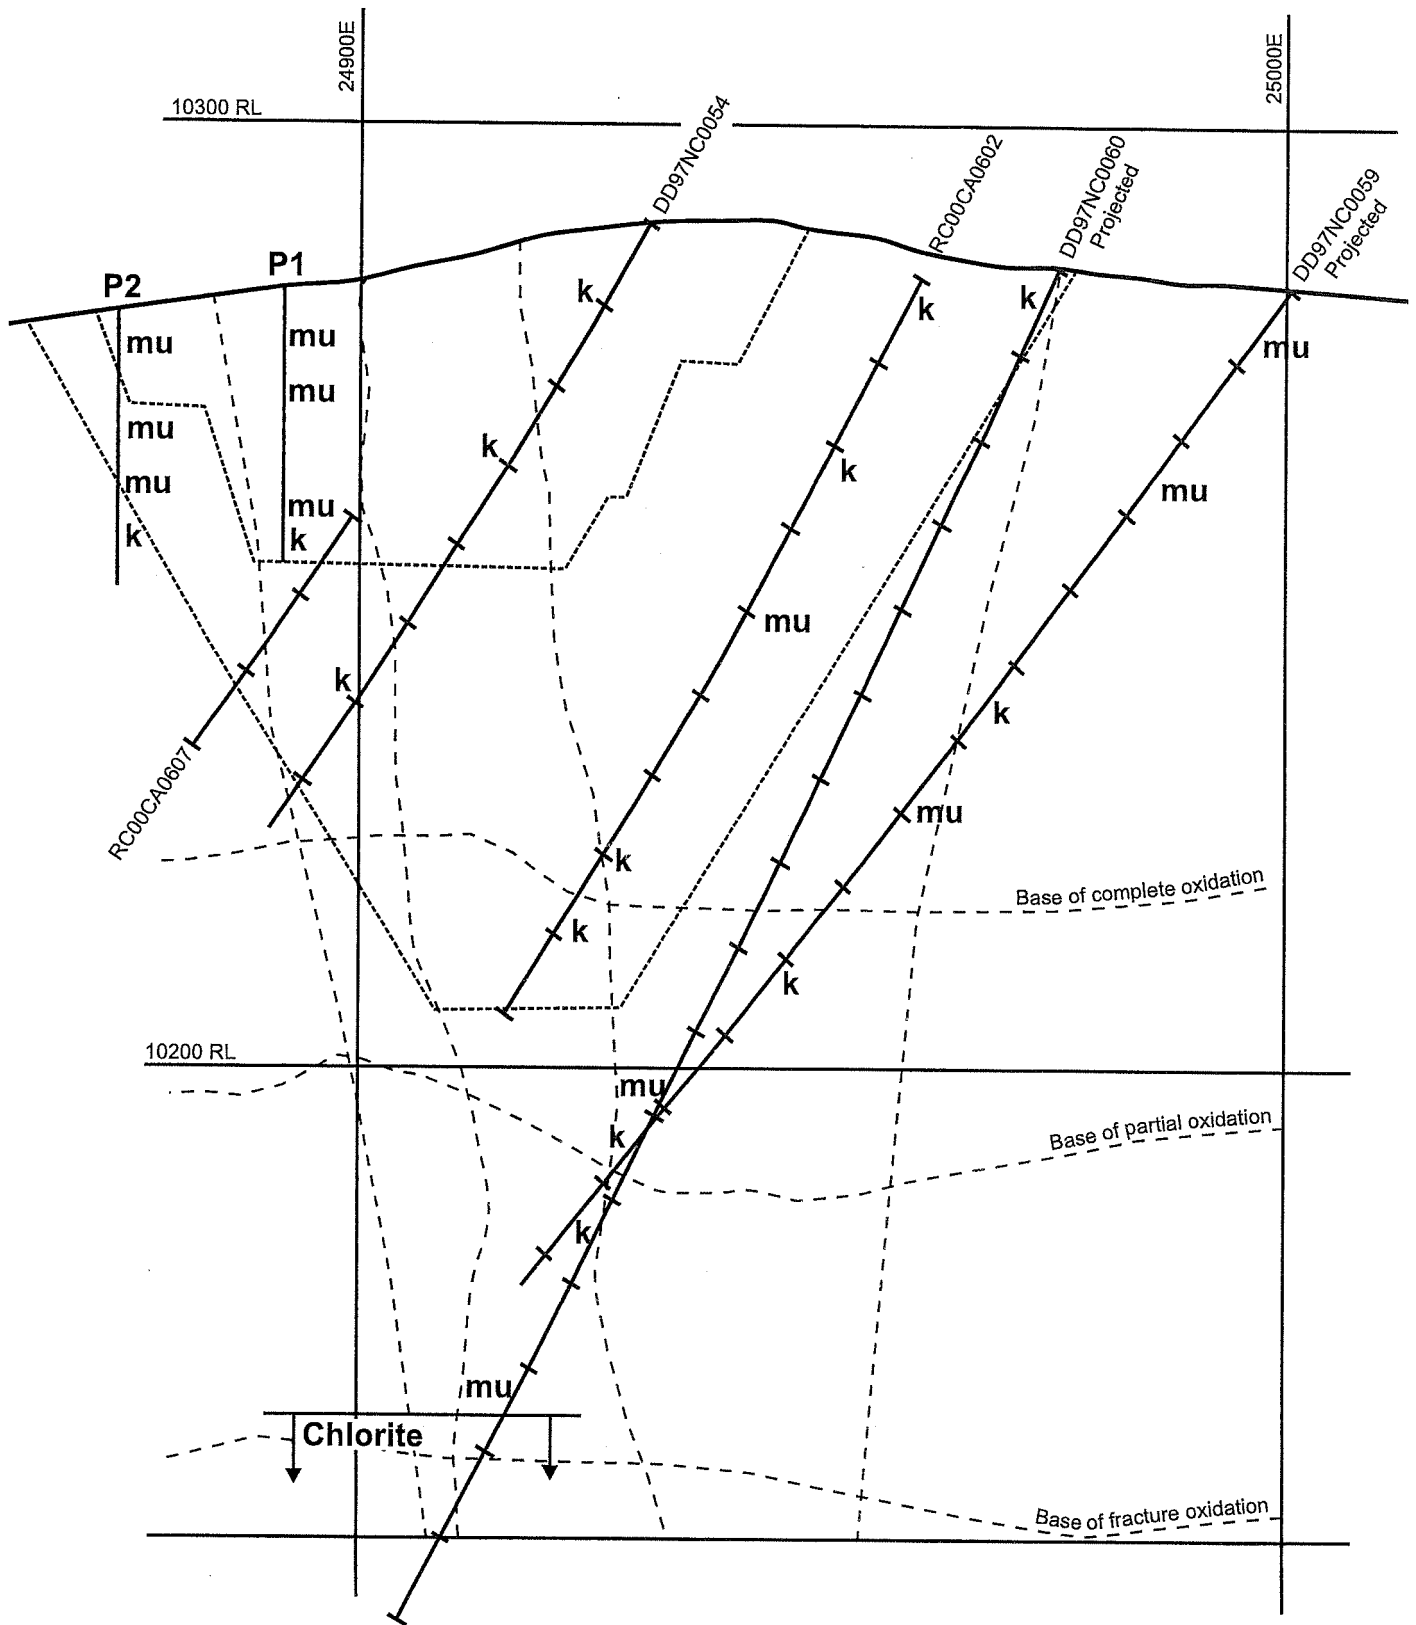 24900E
25000E
10300 RL
DD97NC0054
RC00CA0602
DD97NC0060
Projected
DD97NC0059
Projected
P1
P2
k
k
k
mu
mu
mu
mu
mu
mu
k
mu
k
mu
mu
k
k
mu
k
k
k
mu
RC00CA0607
k
Base of complete oxidation
k
k
10200 RL
mu
k
Base of partial oxidation
k
mu
Chlorite
Base of fracture oxidation